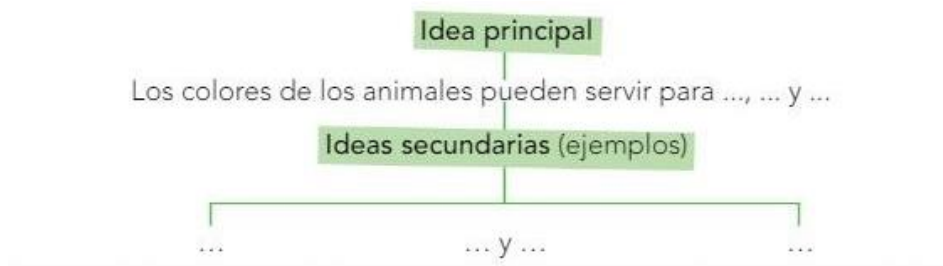 Idea principal
Los colores de los animales pueden servir para ..., ... y ...
Ideas secundarias (ejemplos)
... ... y ... ...